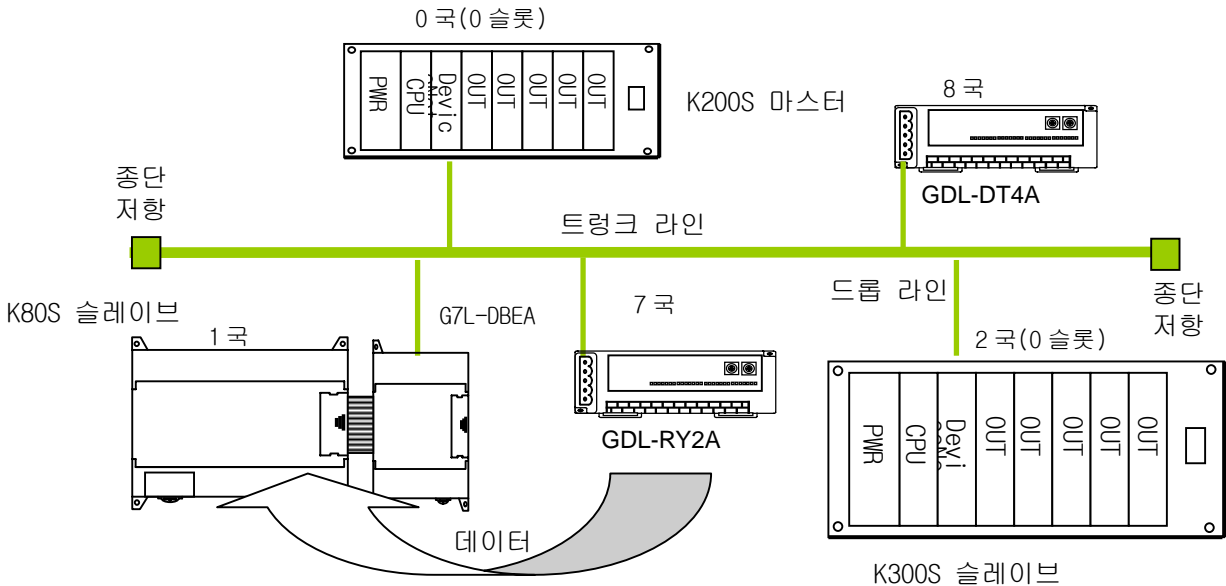 0국(0슬롯)
PWR
CPU
Devic
OUT
OUT
OUT
OUT
OUT
K200S 마스터
8국
GDL-DT4A
종단
저항
트렁크 라인
K80S 슬레이브
1국
G7L-DBEA
7국
GDL-RY2A
드롭 라인
종단
저항
2국(0슬롯)
PWR
CPU
Devi
OUT
OUT
OUT
OUT
OUT
데이터
K300S 슬레이브